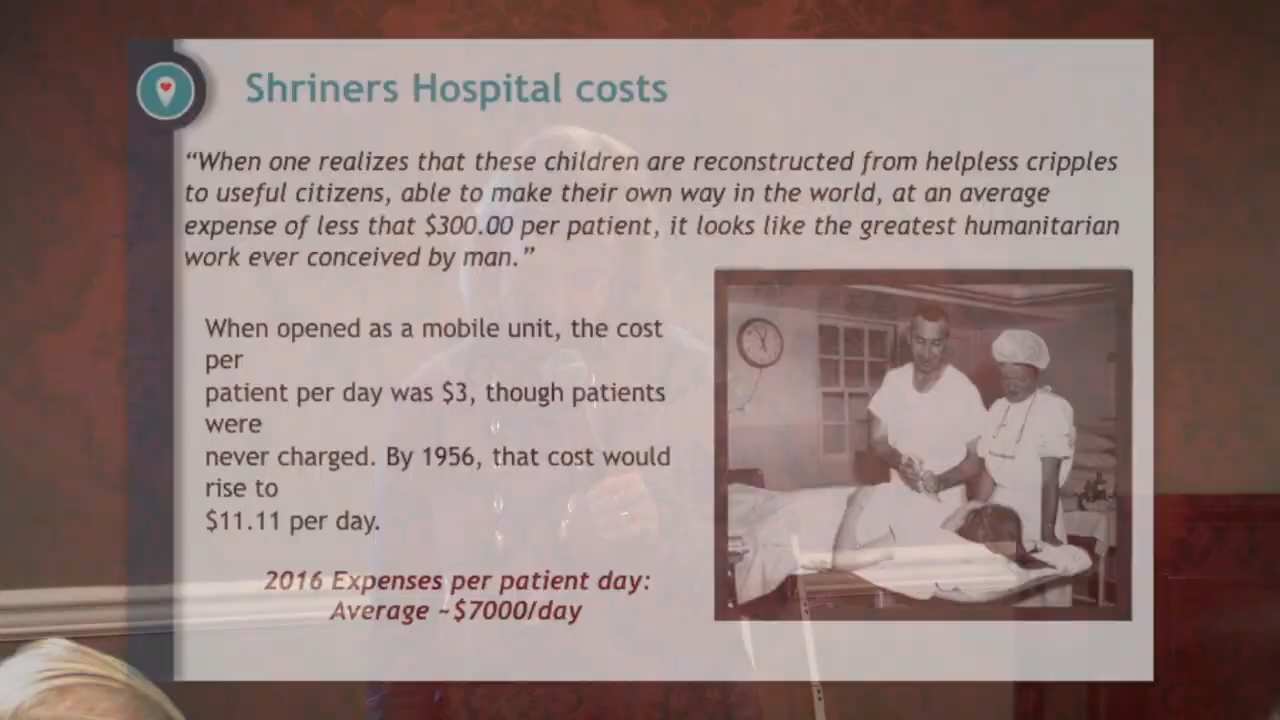 Shriners Hospital costs
“When one realizes that these children are reconstructed from helpless cripples
to useful citizens, able to make their own way in the world, at an average
expense of less that $300.00 per patient, it looks like the greatest humanitarian
work ever conceived by man.”
When opened as a mobile unit, the cost
per
patient per day was $3, though patients
were
never charged. By 1956, that cost would
rise to
$11.11 per day.
2016 Expenses per patient day:
Average ~$7000/day